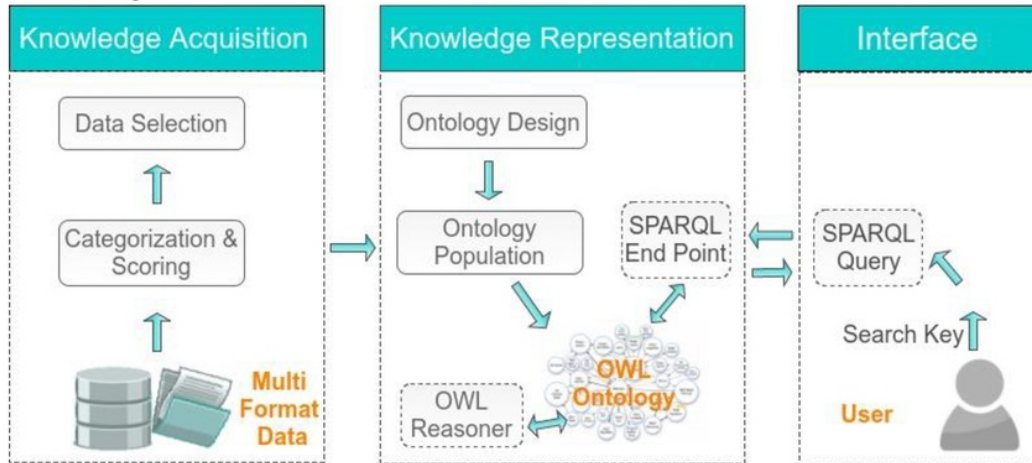 Knowledge Acquisition
Data Selection
Categorization &
Scoring
Multi
Format
Data
Knowledge Representation
Ontology Design
Ontology
Population
SPARQL
End Point
OWL
Ontology
OWL
Reasoner
Interface
SPARQL
Query
Search Key
User